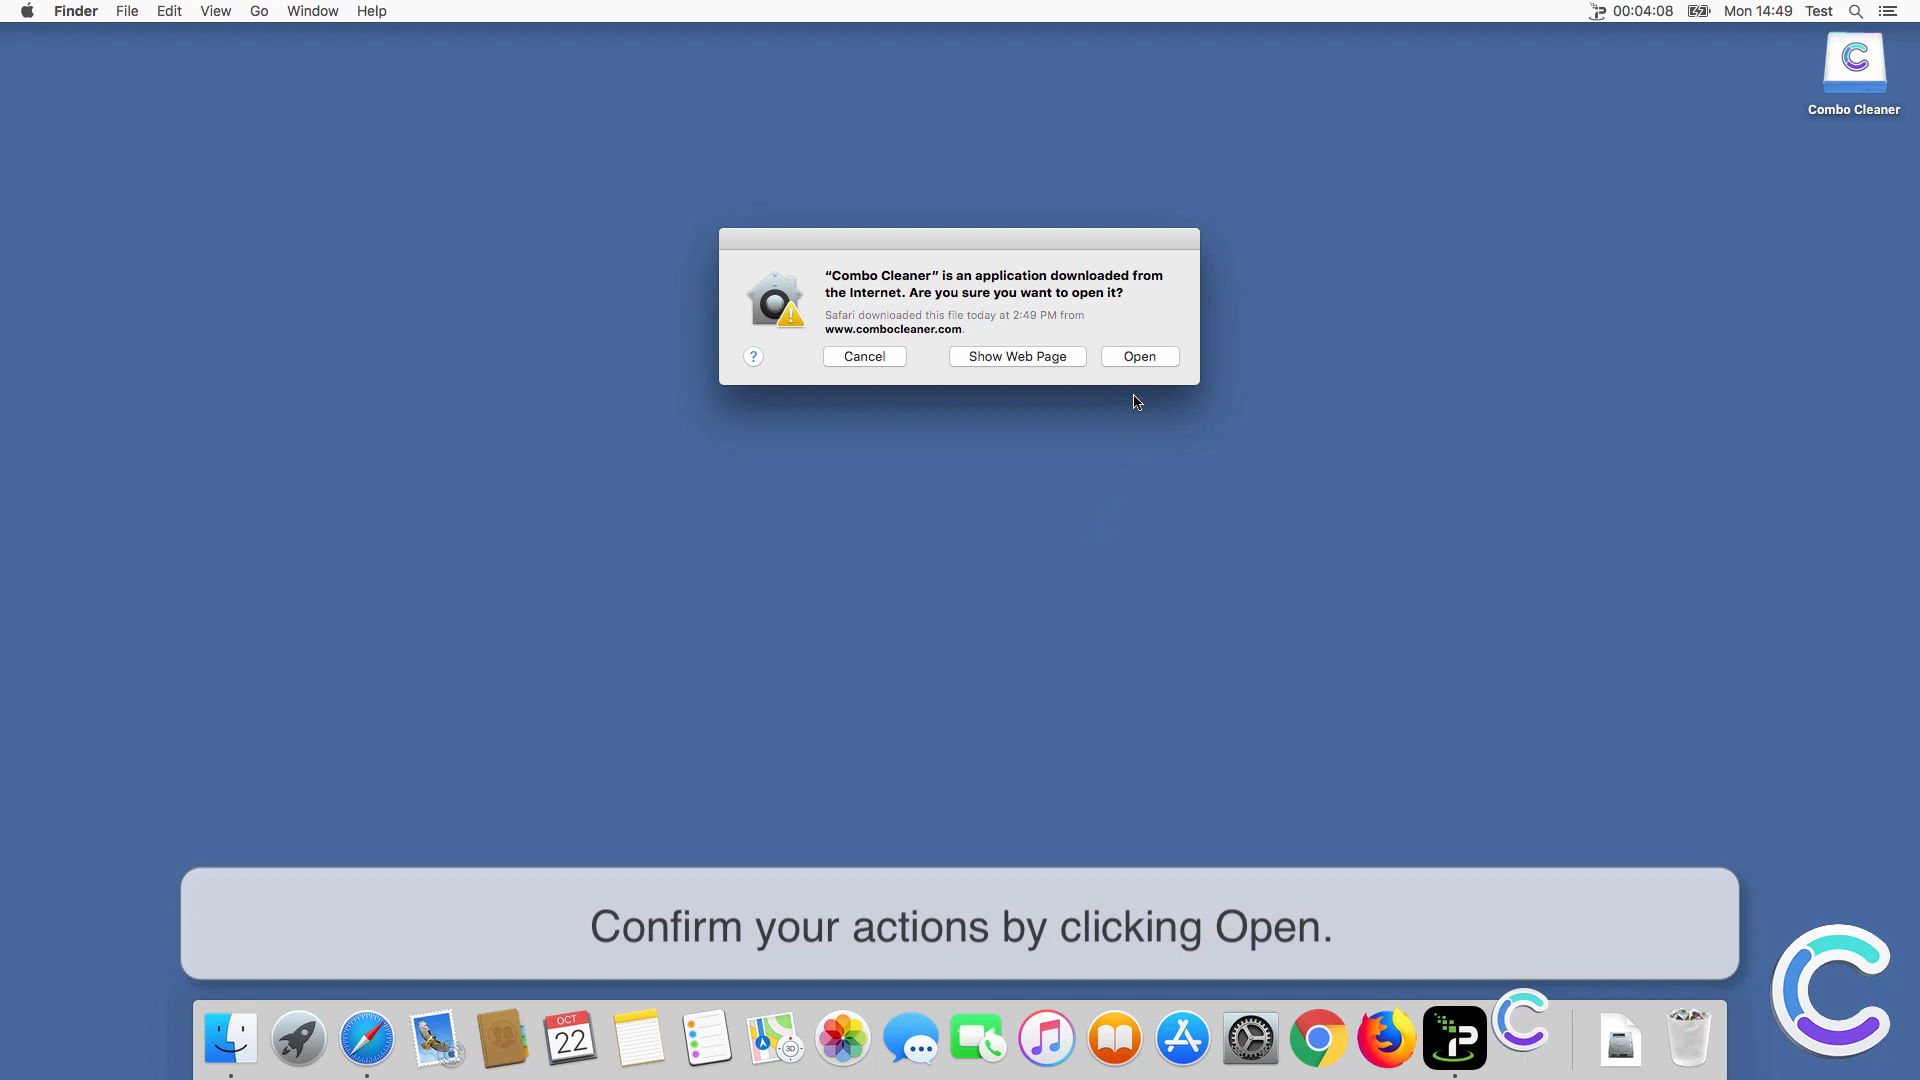 Finder File Edit View Go Window Help 00:04:08 Mon 14:49 Test
Combo Cleaner
“Combo Cleaner” is an application downloaded from
the Internet. Are you sure you want to open it?
Safari downloaded this file today at 2:49 PM from
www.combocleaner.com.
? Cancel Show Web Page Open
Confirm your actions by clicking Open.
OCT
22
3D